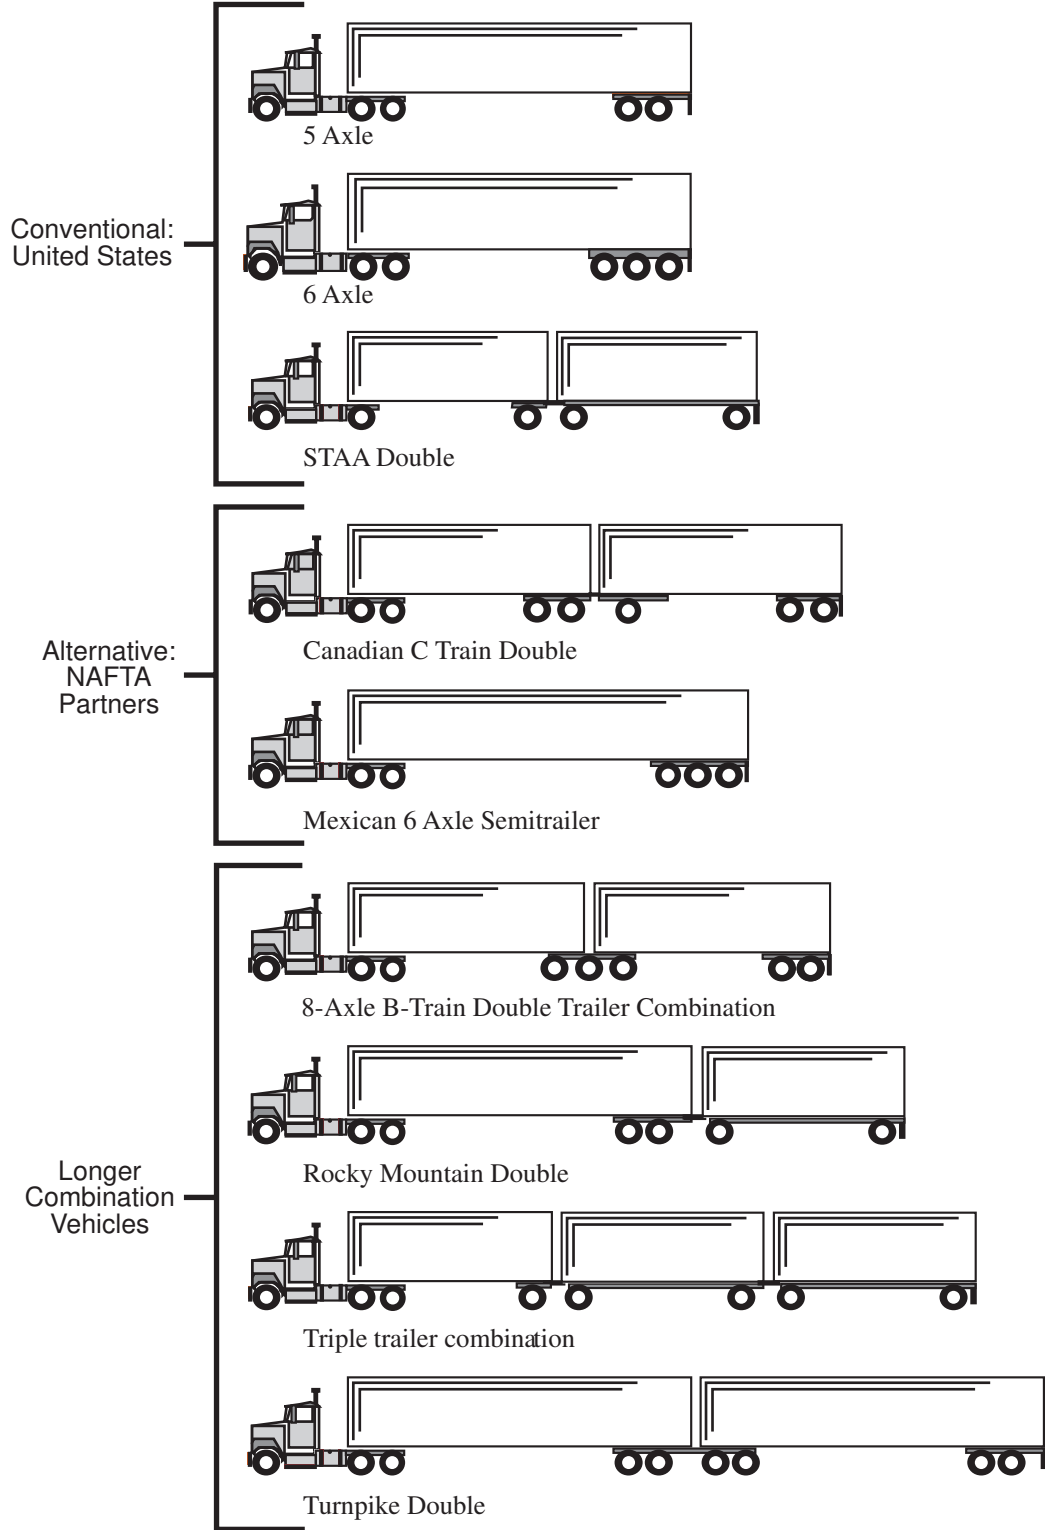 5 Axle
Conventional:
United States
6 Axle
STAA Double
Canadian C Train Double
Alternative:
NAFTA
Partners
Mexican 6 Axle Semitrailer
8-Axle B-Train Double Trailer Combination
Rocky Mountain Double
Longer
Combination
Vehicles
Triple trailer combination
Turnpike Double